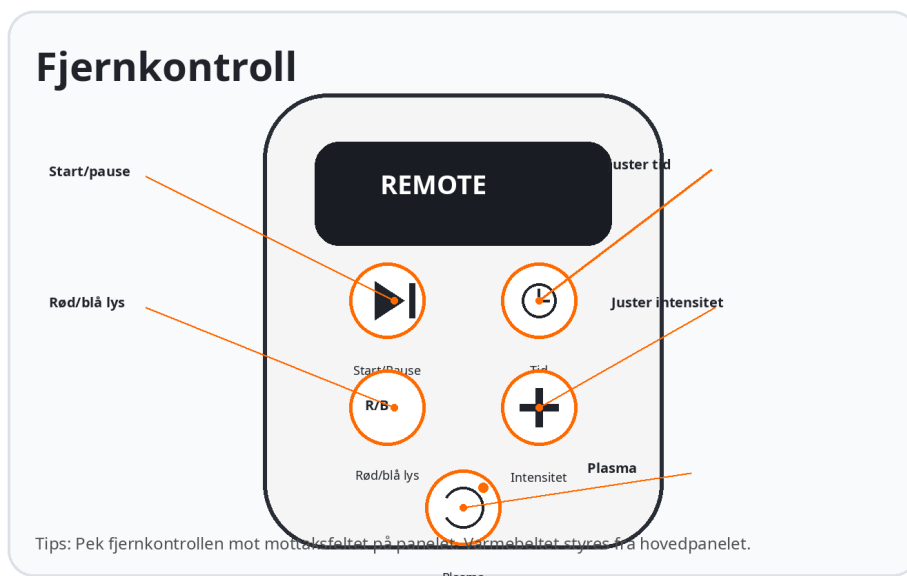 Fjernkontroll
Start/pause
REMOTE
uster tid
Rød/blå lys
Juster intensitet
Start/Pause
Tid
R/B
Rød/blå lys
Intensitet
Plasma
Tips: Pek fjernkontrollen mot mottaksfeltet på panelet. Varmebeltet styres fra hovedpanelet.
Plasma